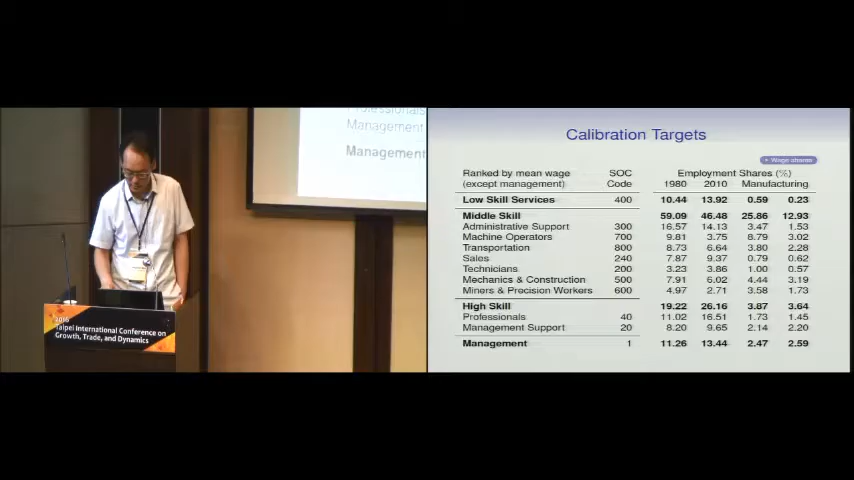 Professionals
Management
Management
2016
Taipei International Conference on
Growth, Trade, and Dynamics
Calibration Targets
Wage shares
Ranked by mean wage SOC Employment Shares (%)
(except management) Code 1980 2010 Manufacturing
Low Skill Services 400 10.44 13.92 0.59 0.23
Middle Skill 59.09 46.48 25.86 12.93
Administrative Support 300 16.57 14.13 3.47 1.53
Machine Operators 700 9.81 3.75 8.79 3.02
Transportation 800 8.73 6.64 3.80 2.28
Sales 240 7.87 9.37 0.79 0.62
Technicians 200 3.23 3.86 1.00 0.57
Mechanics & Construction 500 7.91 6.02 4.44 3.19
Miners & Precision Workers 600 4.97 2.71 3.58 1.73
High Skill 19.22 26.16 3.87 3.64
Professionals 40 11.02 16.51 1.73 1.45
Management Support 20 8.20 9.65 2.14 2.20
Management 1 11.26 13.44 2.47 2.59